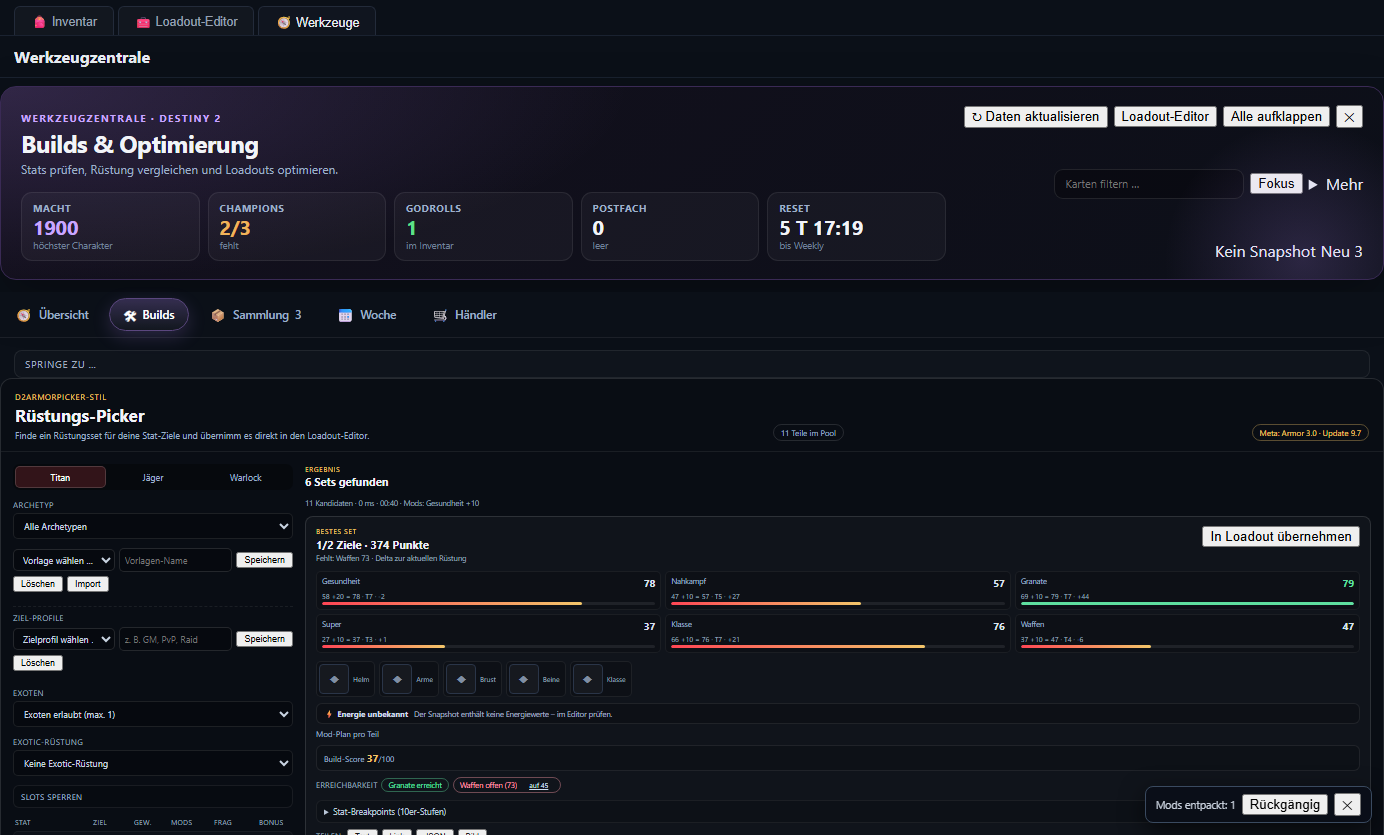 Inventar
Loadout-Editor
Werkzeuge
Werkzeugzentrale
WERKZEUGZENTRALE · DESTINY 2
Builds & Optimierung
Stats prüfen, Rüstung vergleichen und Loadouts optimieren.
↻ Daten aktualisieren
Loadout-Editor
Alle aufklappen
Karten filtern ...
Fokus
▶ Mehr
MACHT
1900
höchster Charakter
CHAMPIONS
2/3
fehlt
GODROLLS
1
im Inventar
POSTFACH
0
leer
RESET
5 T 17:19
bis Weekly
Kein Snapshot Neu 3
Übersicht
Builds
Sammlung 3
Woche
Händler
SPRINGE ZU ...
D2ARMORPICKER-STIL
Rüstungs-Picker
Finde ein Rüstungsset für deine Stat-Ziele und übernimm es direkt in den Loadout-Editor.
11 Teile im Pool
Meta: Armor 3.0 · Update 9.7
Titan
Jäger
Warlock
ARCHETYP
Alle Archetypen
Vorlage wählen ...
Vorlagen-Name
Speichern
Löschen
Import
ZIEL-PROFILE
Zielprofil wählen .
z. B. GM, PvP, Raid
Speichern
Löschen
EXOTEN
Exoten erlaubt (max. 1)
EXOTIC-RÜSTUNG
Keine Exotic-Rüstung
SLOTS SPERREN
STAT ZIEL GEW. MODS FRAG BONUS
ERGEBNIS
6 Sets gefunden
11 Kandidaten · 0 ms · 00:40 · Mods: Gesundheit +10
BESTES SET
1/2 Ziele · 374 Punkte
Fehlt: Waffen 73 · Delta zur aktuellen Rüstung
In Loadout übernehmen
Gesundheit 78
58 +20 = 78 · T7 · -2
Nahkampf 57
47 +10 = 57 · T5 · +27
Granate 79
69 +10 = 79 · T7 · +44
Super 37
27 +10 = 37 · T3 · +1
Klasse 76
66 +10 = 76 · T7 · +21
Waffen 47
37 +10 = 47 · T4 · -6
Helm
Arme
Brust
Beine
Klasse
Energie unbekannt Der Snapshot enthält keine Energiewerte – im Editor prüfen.
Mod-Plan pro Teil
Build-Score 37/100
ERREICHBARKEIT Granate erreicht Waffen offen (73) auf 45
▶ Stat-Breakpoints (10er-Stufen)
Mods entpackt: 1
Rückgängig